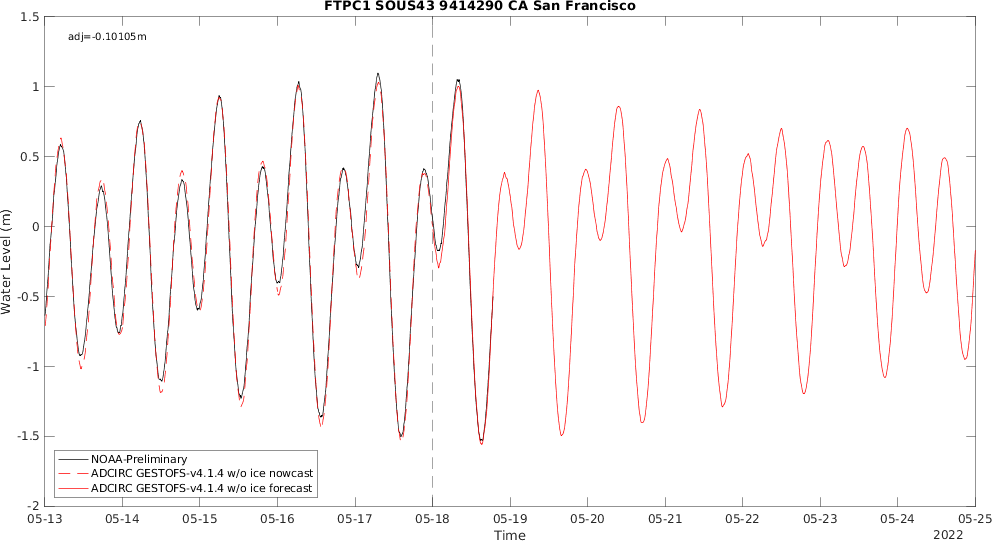 FTPC1 SOUS43 9414290 CA San Francisco
adj=-0.10105m
1.5
1
0.5
0
-0.5
-1
-1.5
-2
Water Level (m)
NOAA-Preliminary
ADCIRC GESTOFS-v4.1.4 w/o ice nowcast
ADCIRC GESTOFS-v4.1.4 w/o ice forecast
05-13 05-14 05-15 05-16 05-17 05-18 05-19 05-20 05-21 05-22 05-23 05-24 05-25
Time
2022